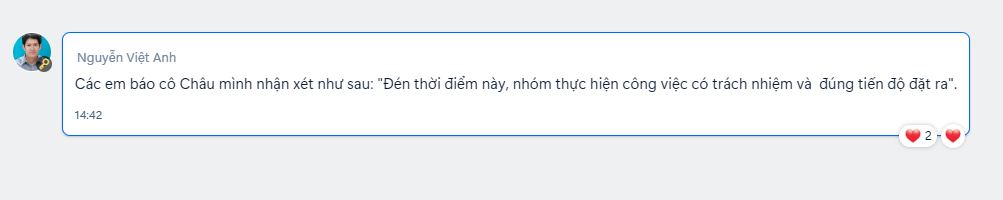 Nguyễn Việt Anh
Các em báo cô Châu mình nhận xét như sau: "Đén thời điểm này, nhóm thực hiện công việc có trách nhiệm và  đúng tiến độ đặt ra".
14:42
2